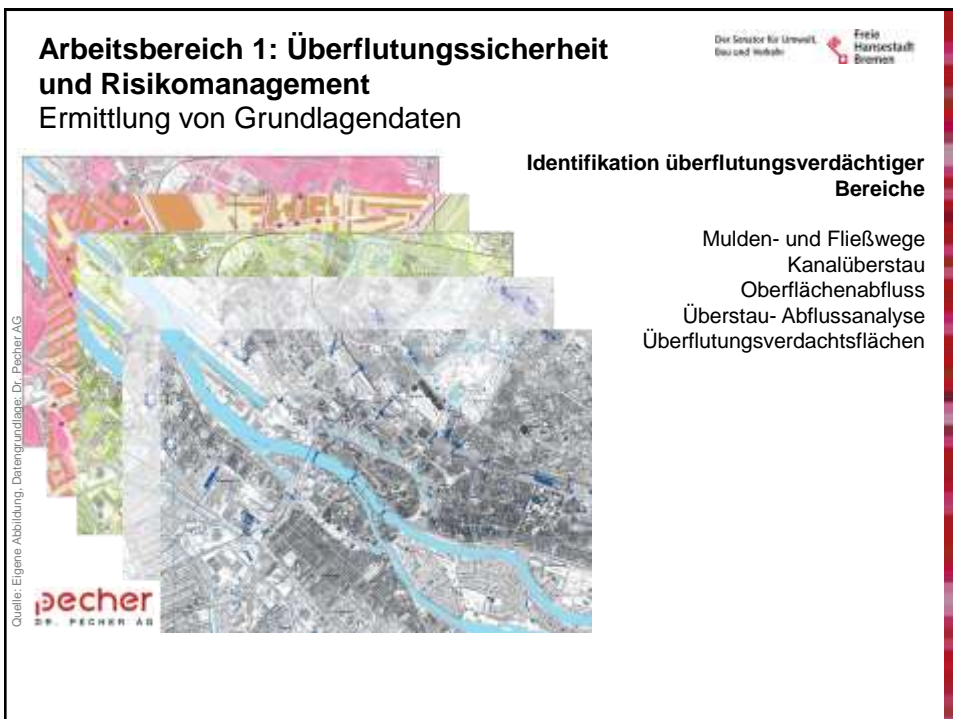 Arbeitsbereich 1: Überflutungssicherheit
und Risikomanagement
Ermittlung von Grundlagendaten
Der Senator für Umwelt,
Bau und Verkehr
Freie
Hansestadt
Bremen
Identifikation überflutungsverdächtiger
Bereiche
Mulden- und Fließwege
Kanalüberstau
Oberflächenabfluss
Überstau- Abflussanalyse
Überflutungsverdachtsflächen
Quelle: Eigene Abbildung, Datengrundlage: Dr. Pecher AG
pecher
DR. PECHER AG